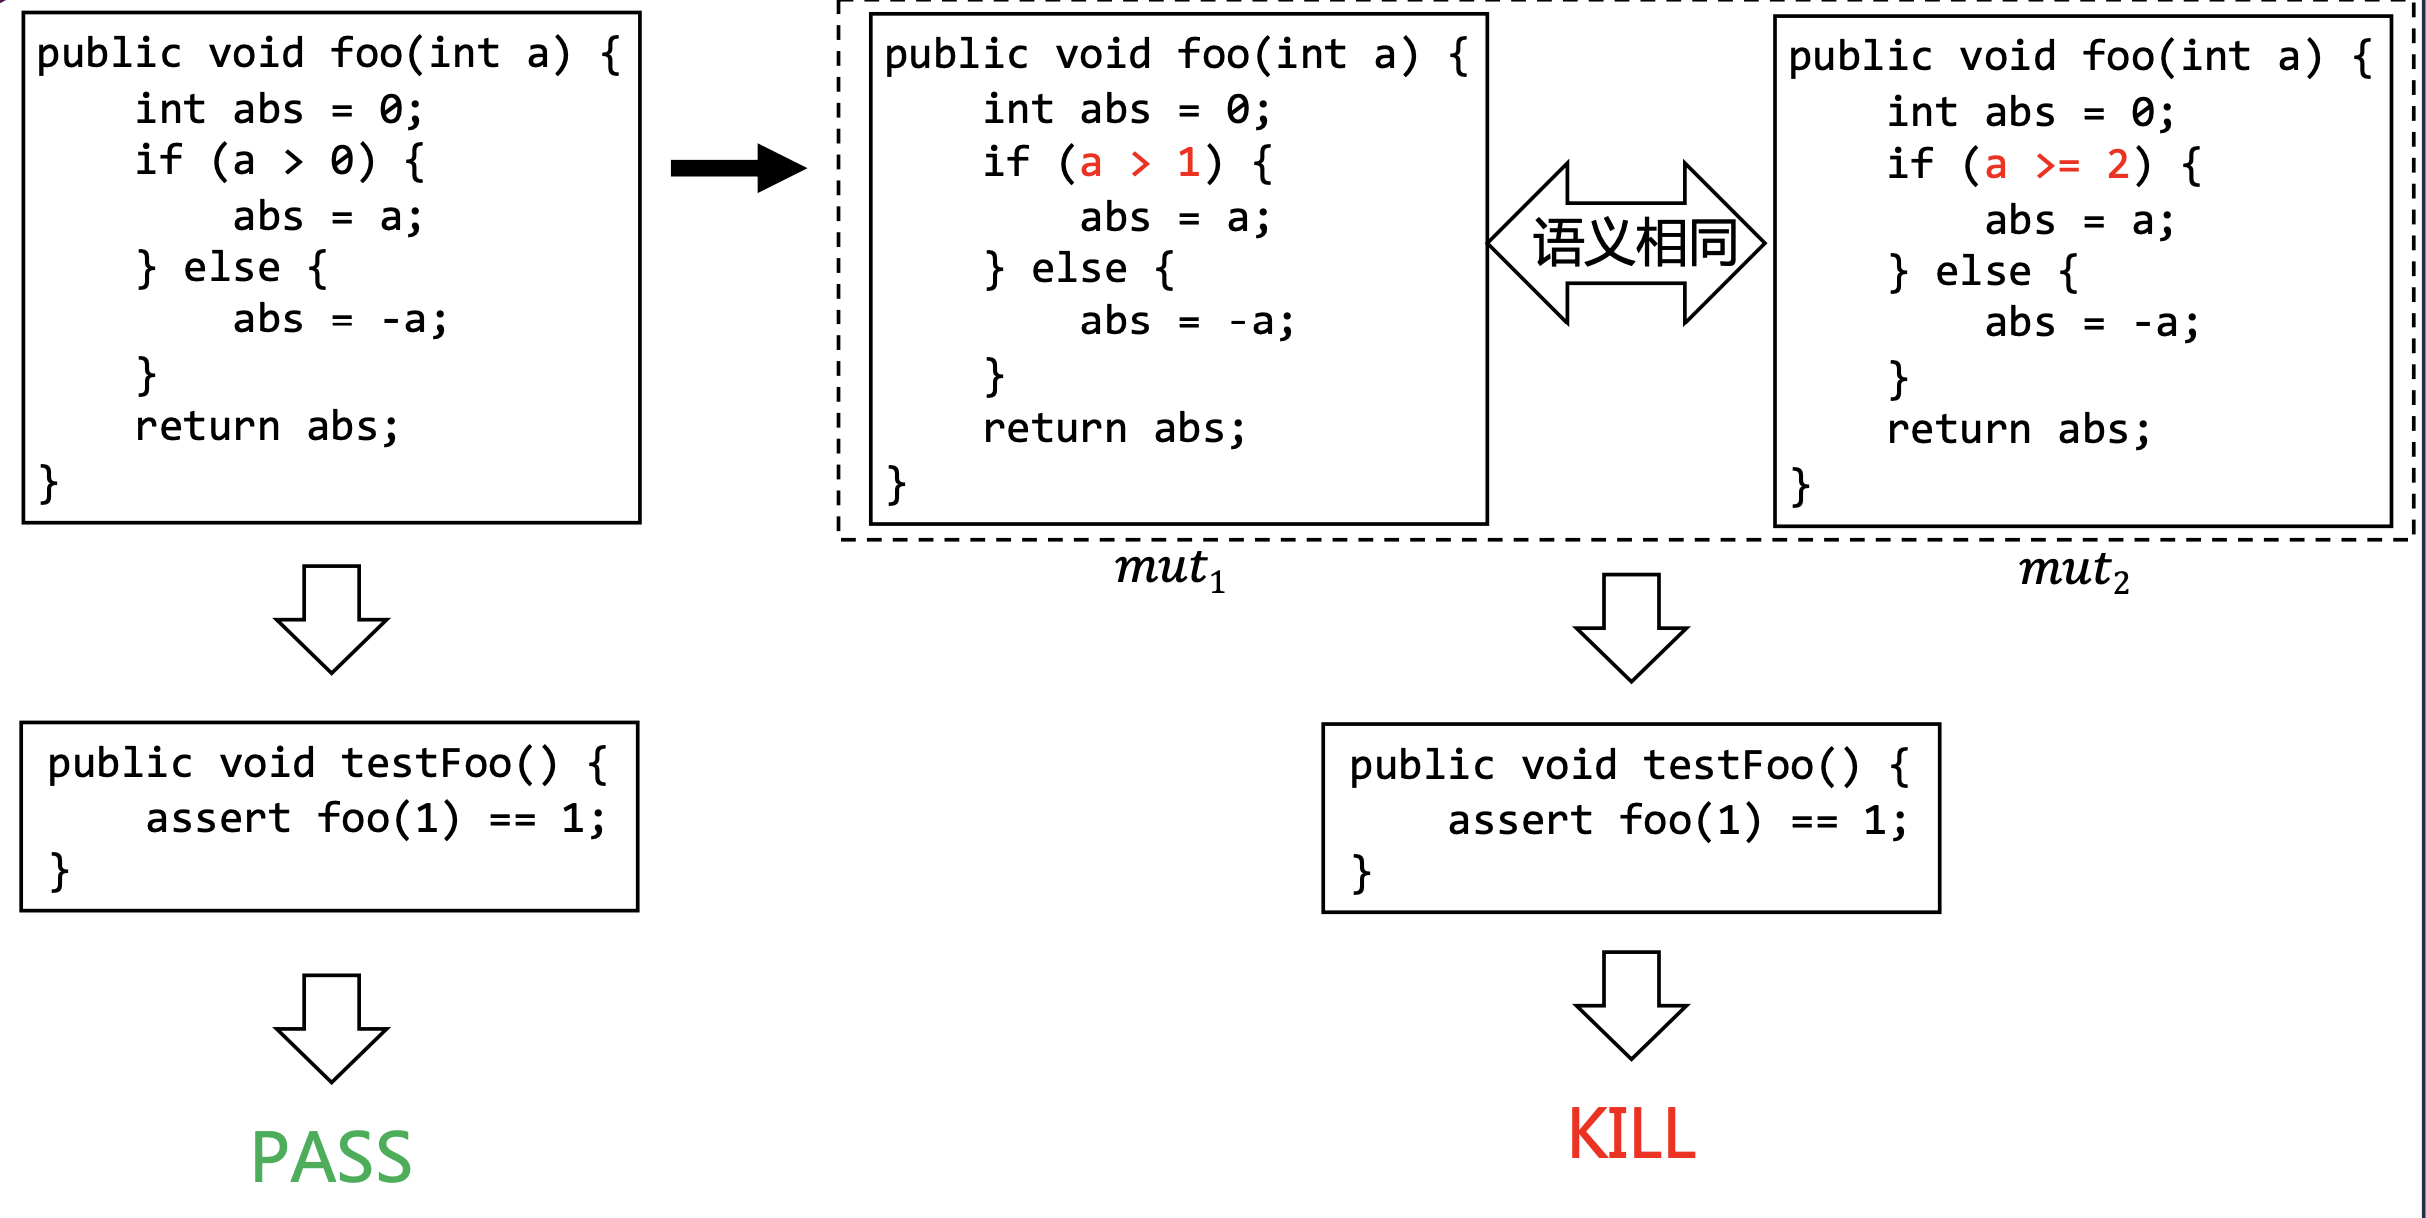 public void foo(int a) {
    int abs = 0;
    if (a > 0) {
        abs = a;
    } else {
        abs = -a;
    }
    return abs;
}
public void foo(int a) {
    int abs = 0;
    if (a > 1) {
        abs = a;
    } else {
        abs = -a;
    }
    return abs;
}
语义相同
public void foo(int a) {
    int abs = 0;
    if (a >= 2) {
        abs = a;
    } else {
        abs = -a;
    }
    return abs;
}
mut₁
mut₂
public void testFoo() {
    assert foo(1) == 1;
}
public void testFoo() {
    assert foo(1) == 1;
}
PASS
KILL